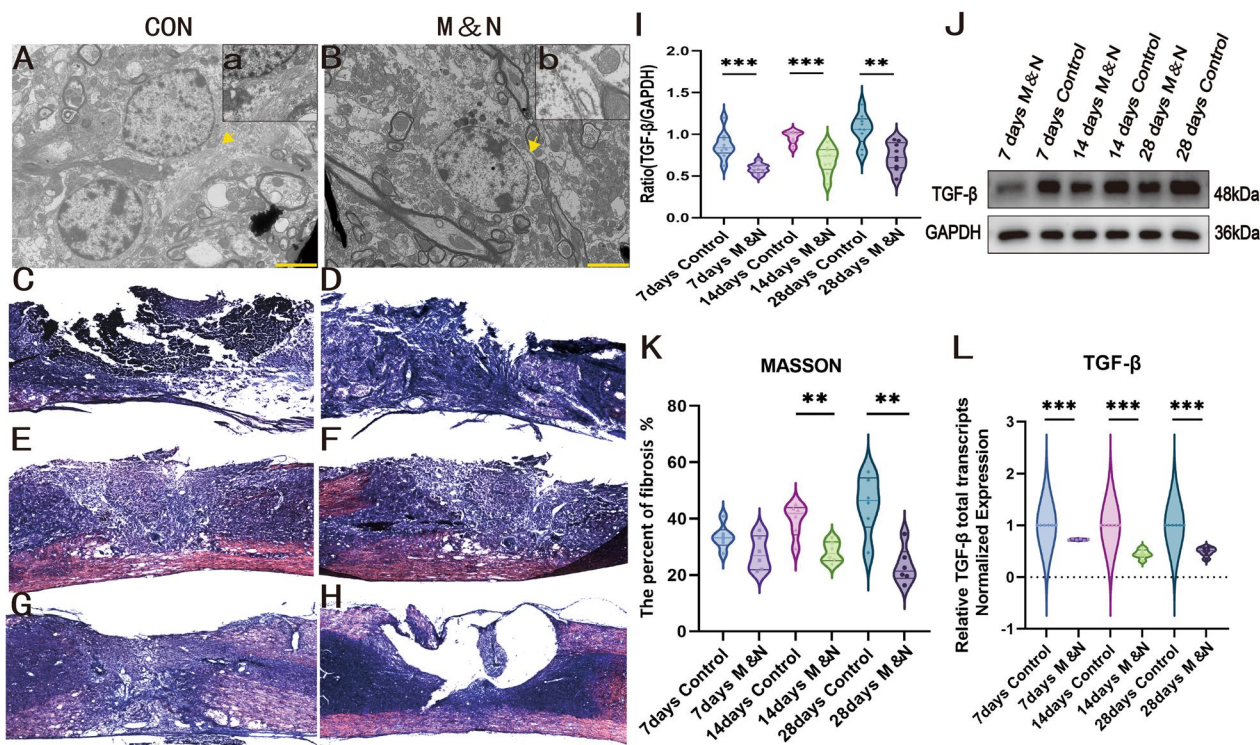 CON
M & N
A
a
B
b
C
D
E
F
G
H
I
Ratio(TGF-β/GAPDH)
2.0
1.5
1.0
0.5
0.0
***
***
**
7days Control
7days M &N
14days Control
14days M &N
28days Control
28days M &N
J
7 days M & N
7 days Control
14 days M & N
14 days Control
28 days M & N
28 days Control
TGF-β
48kDa
GAPDH
36kDa
K
MASSON
The percent of fibrosis %
80
60
40
20
0
**
**
7days Control
7days M &N
14days Control
14days M &N
28days Control
28days M &N
L
TGF-β
Relative TGF-β total transcripts
Normalized Expression
3
2
1
0
-1
***
***
***
7days Control
7days M &N
14days Control
14days M &N
28days Control
28days M &N